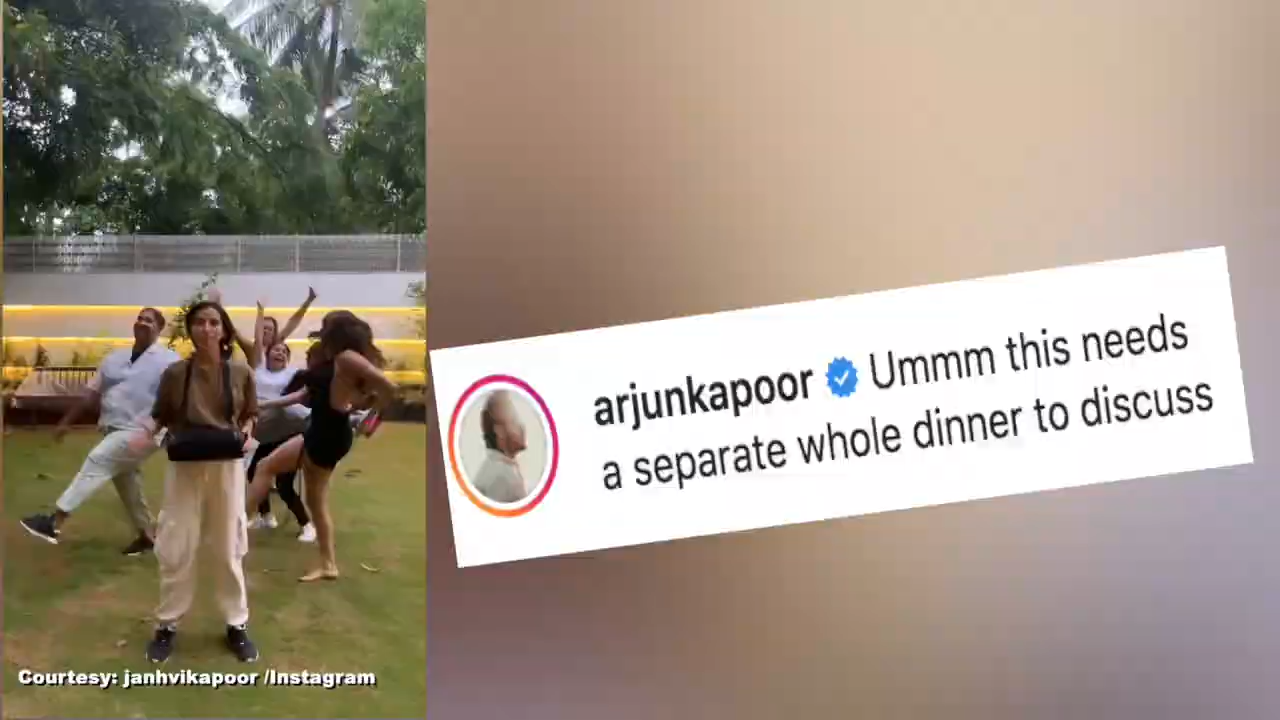 arjunkapoor Ummm this needs
a separate whole dinner to discuss
Courtesy: janhvikapoor /Instagram